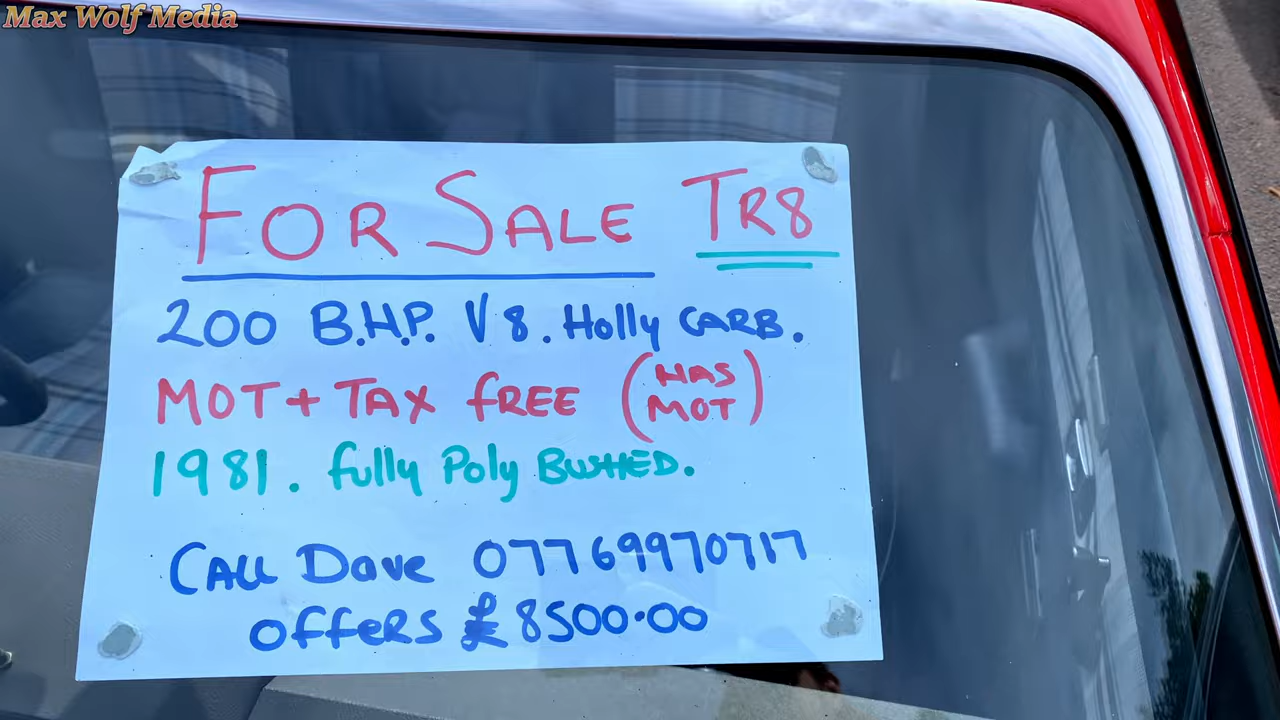 Max Wolf Media
FOR SALE TR8
200 B.H.P. V8. Holly CARB.
MOT + TAX fREE (HAS MOT)
1981. fully Poly BUSHED.
CALL Dave 07769970717
offeRS £8500.00